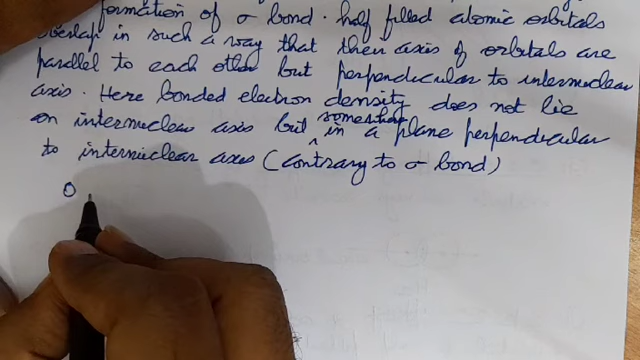 formation of σ bond. half filled atomic orbitals
overlap in such a way that their axis of orbitals are
parallel to each other but perpendicular to internuclear
axis. Here bonded electron density does not lie
on internuclear axis but somewhere in a plane perpendicular
to internuclear axes (contrary to σ bond)
O